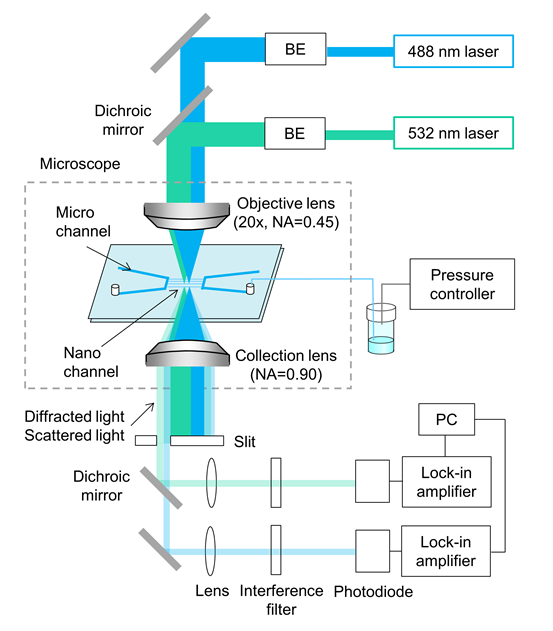 BE
488 nm laser
Dichroic
mirror
BE
532 nm laser
Microscope
Micro
channel
Objective lens
(20x, NA=0.45)
Pressure
controller
Nano
channel
Collection lens
(NA=0.90)
Diffracted light
Scattered light
Slit
PC
Dichroic
mirror
Lock-in
amplifier
Lock-in
amplifier
Lens
Interference
filter
Photodiode